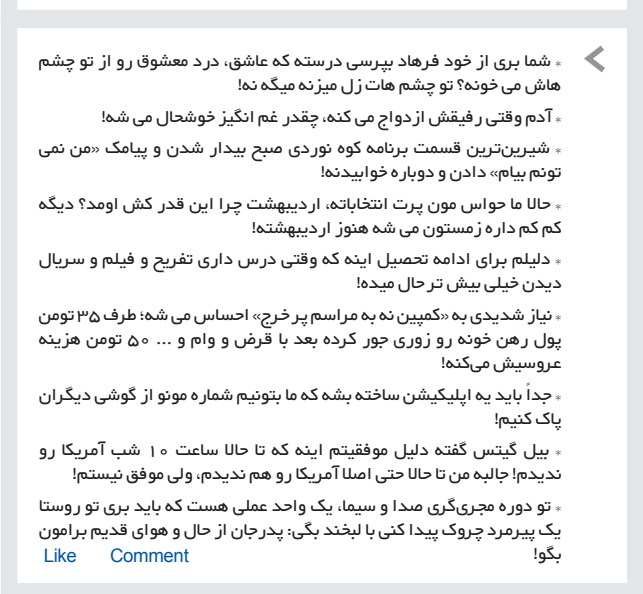 * شما بری از خود فرهاد بپرسی درسته که عاشق، درد معشوق رو از تو چشم
هاش می خونه؟ تو چشم هات زل میزنه میگه نه!
* آدم وقتی رفیقش ازدواج می کنه، چقدر غم انگیز خوشحال می شه!
* شیرین‌ترین قسمت برنامه کوه نوردی صبح بیدار شدن و پیامک «من نمی
تونم بیام» دادن و دوباره خوابیدنه!
* حالا ما حواس مون پرت انتخاباته، اردیبهشت چرا این قدر کش اومد؟ دیگه
کم کم داره زمستون می شه هنوز اردیبهشته!
* دلیلم برای ادامه تحصیل اینه که وقتی درس داری تفریح و فیلم و سریال
دیدن خیلی بیش تر حال میده!
* نیاز شدیدی به «کمپین نه به مراسم پر خرج» احساس می شه؛ طرف ۳۵ تومن
پول رهن خونه رو زوری جور کرده بعد با قرض و وام و ... ۵۰ تومن هزینه
عروسیش می‌کنه!
* جداً باید یه اپلیکیشن ساخته بشه که ما بتونیم شماره مونو از گوشی دیگران
پاک کنیم!
* بیل گیتس گفته دلیل موفقیتم اینه که تا حالا ساعت ۱۰ شب آمریکا رو
ندیدم! جالبه من تا حالا حتی اصلا آمریکا رو هم ندیدم، ولی موفق نیستم!
* تو دوره مجری‌گری صدا و سیما، یک واحد عملی هست که باید بری تو روستا
یک پیرمرد چروک پیدا کنی با لبخند بگی: پدرجان از حال و هوای قدیم برامون
بگو!
Like Comment